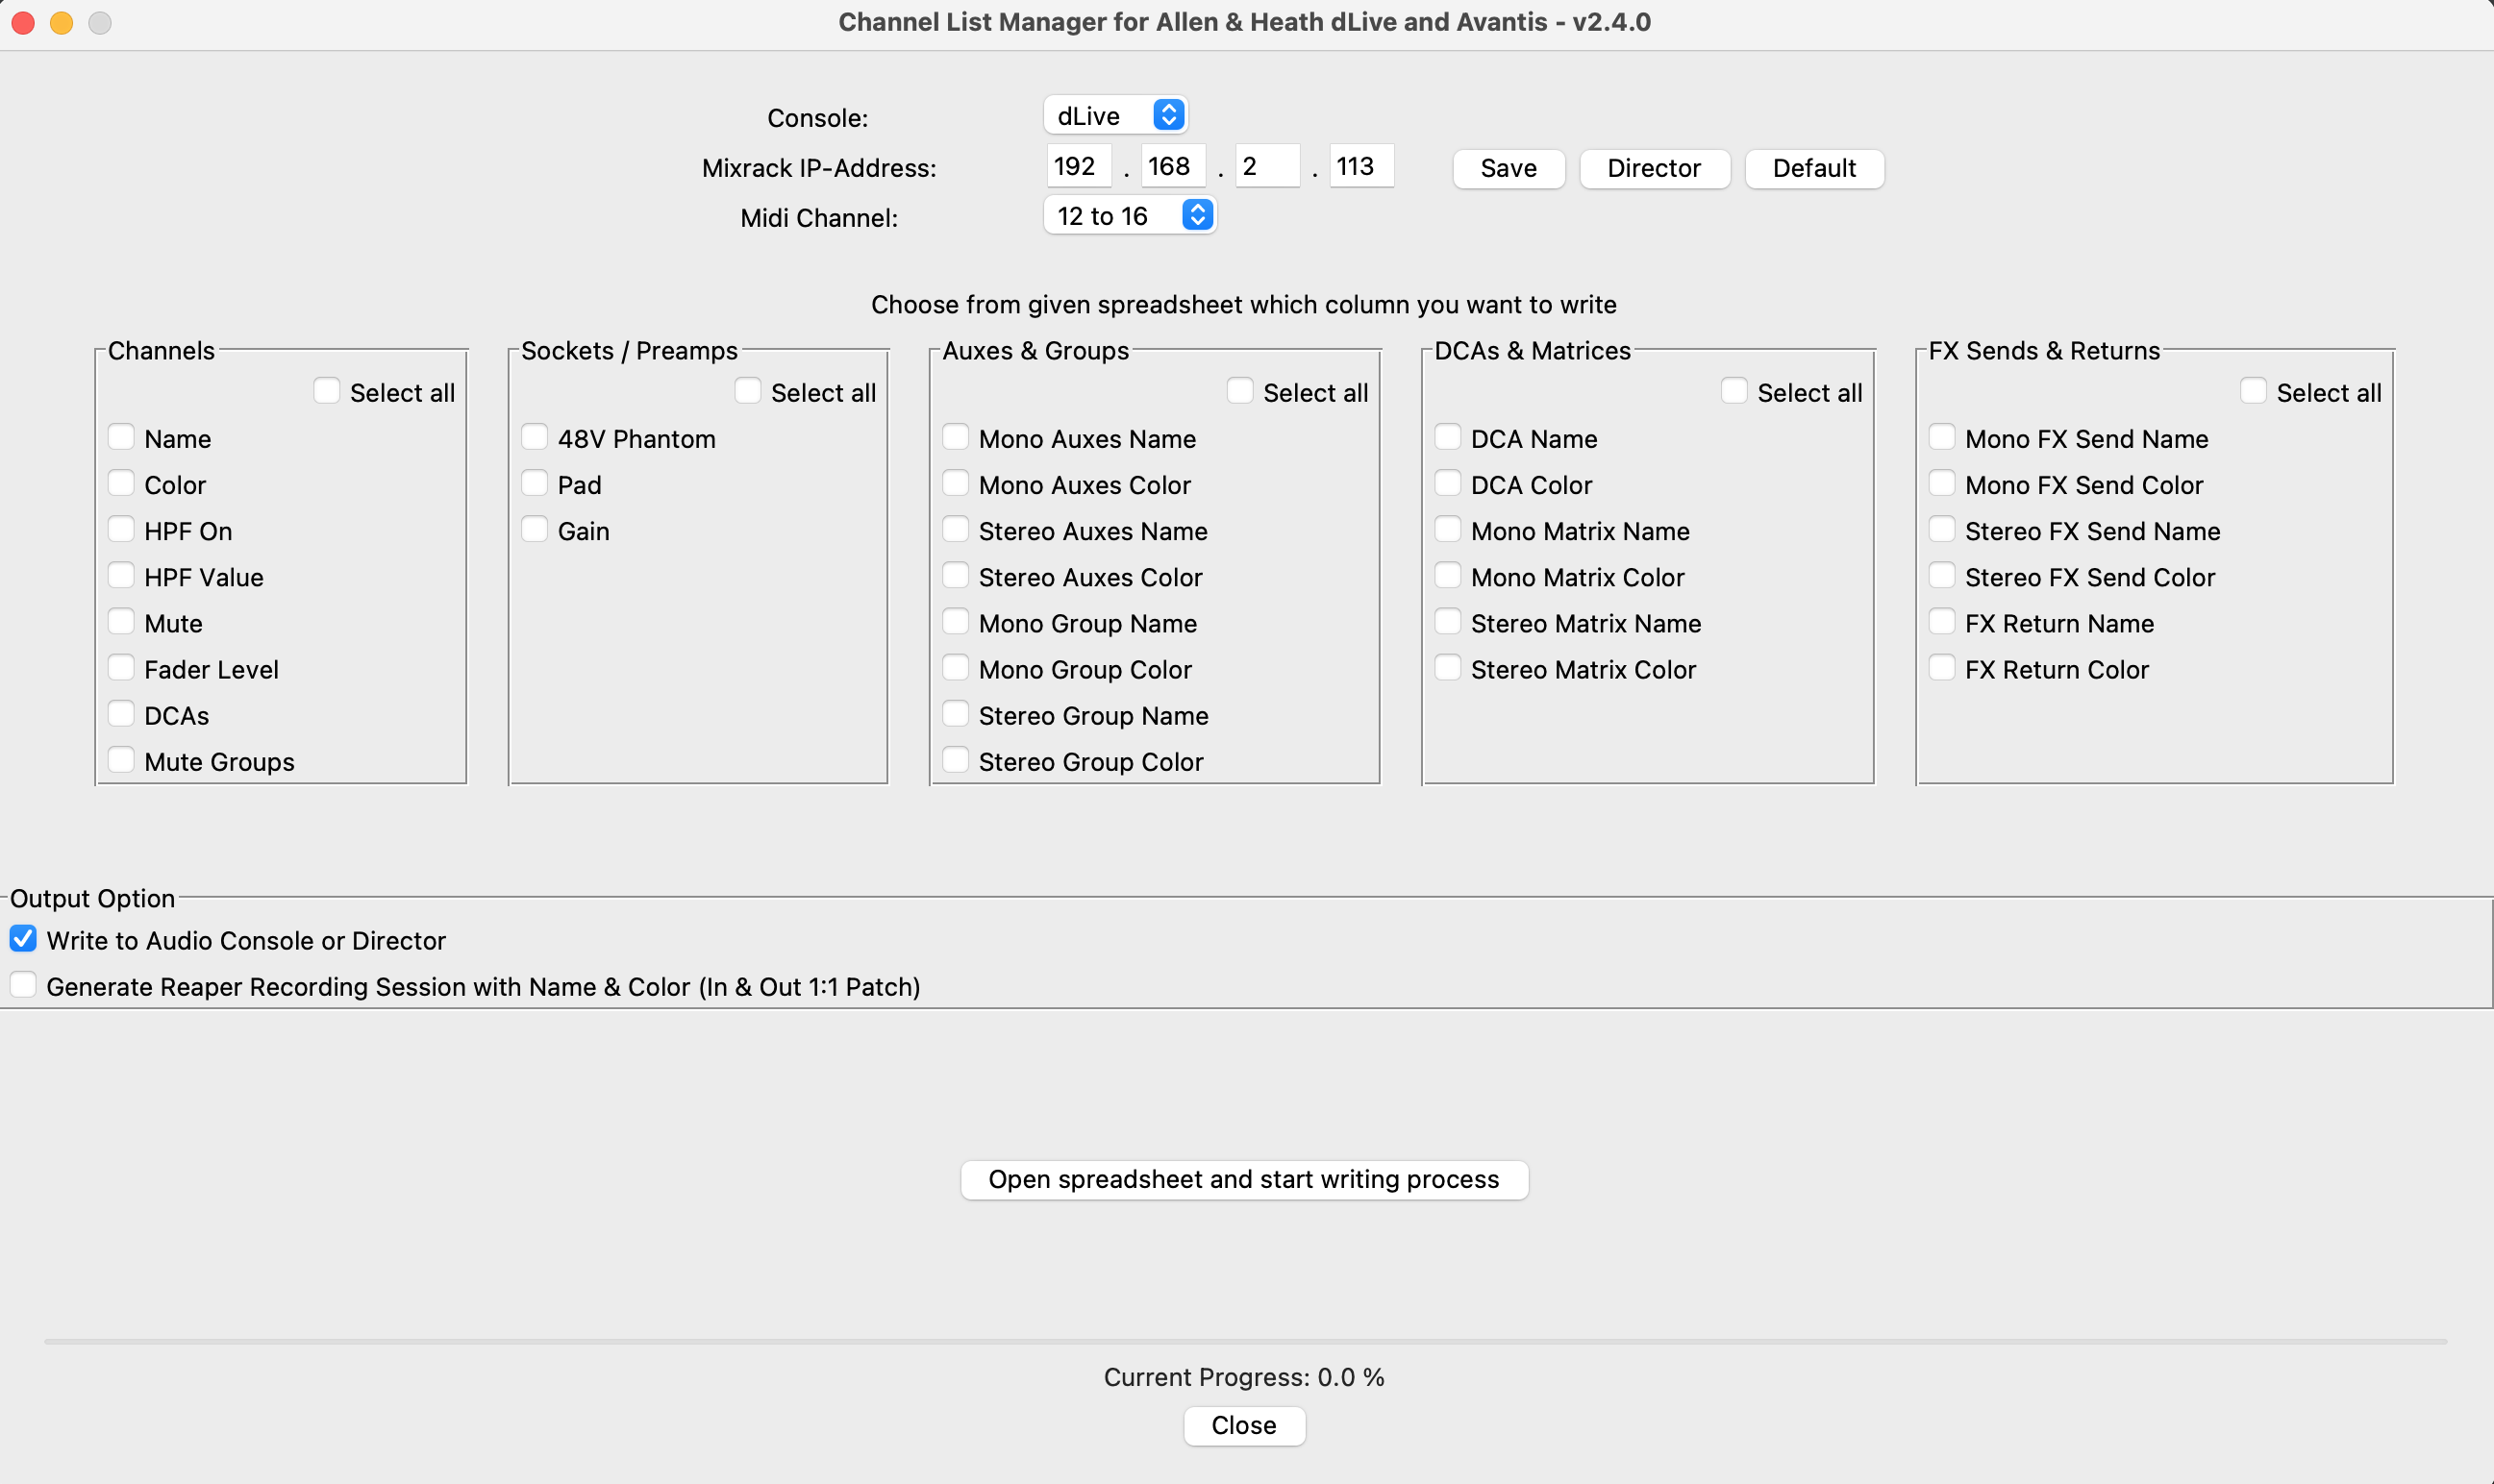 Channel List Manager for Allen & Heath dLive and Avantis - v2.4.0
Console: dLive
Mixrack IP-Address: 192 . 168 . 2 . 113 Save Director Default
Midi Channel: 12 to 16
Choose from given spreadsheet which column you want to write
Channels
Select all
Name
Color
HPF On
HPF Value
Mute
Fader Level
DCAs
Mute Groups
Sockets / Preamps
Select all
48V Phantom
Pad
Gain
Auxes & Groups
Select all
Mono Auxes Name
Mono Auxes Color
Stereo Auxes Name
Stereo Auxes Color
Mono Group Name
Mono Group Color
Stereo Group Name
Stereo Group Color
DCAs & Matrices
Select all
DCA Name
DCA Color
Mono Matrix Name
Mono Matrix Color
Stereo Matrix Name
Stereo Matrix Color
FX Sends & Returns
Select all
Mono FX Send Name
Mono FX Send Color
Stereo FX Send Name
Stereo FX Send Color
FX Return Name
FX Return Color
Output Option
Write to Audio Console or Director
Generate Reaper Recording Session with Name & Color (In & Out 1:1 Patch)
Open spreadsheet and start writing process
Current Progress: 0.0 %
Close